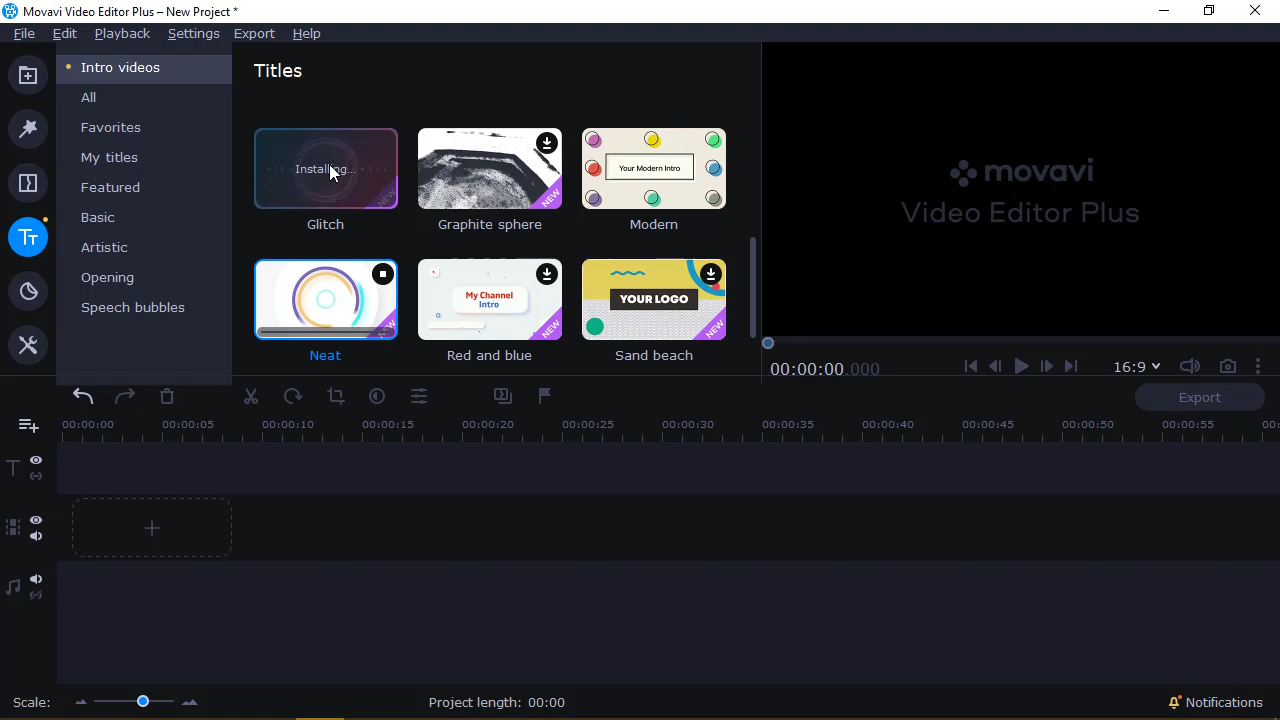 Movavi Video Editor Plus – New Project *
File Edit Playback Settings Export Help
Intro videos
All
Favorites
My titles
Featured
Basic
Artistic
Opening
Speech bubbles
Titles
Installing...
NEW
Your Modern Intro
Glitch
Graphite sphere
Modern
My Channel
Intro
YOUR LOGO
NEW
NEW
NEW
Neat
Red and blue
Sand beach
movavi
Video Editor Plus
00:00:00.000
16:9
Export
00:00:00 00:00:05 00:00:10 00:00:15 00:00:20 00:00:25 00:00:30 00:00:35 00:00:40 00:00:45 00:00:50 00:00:55 00:
Scale:
Project length: 00:00
Notifications